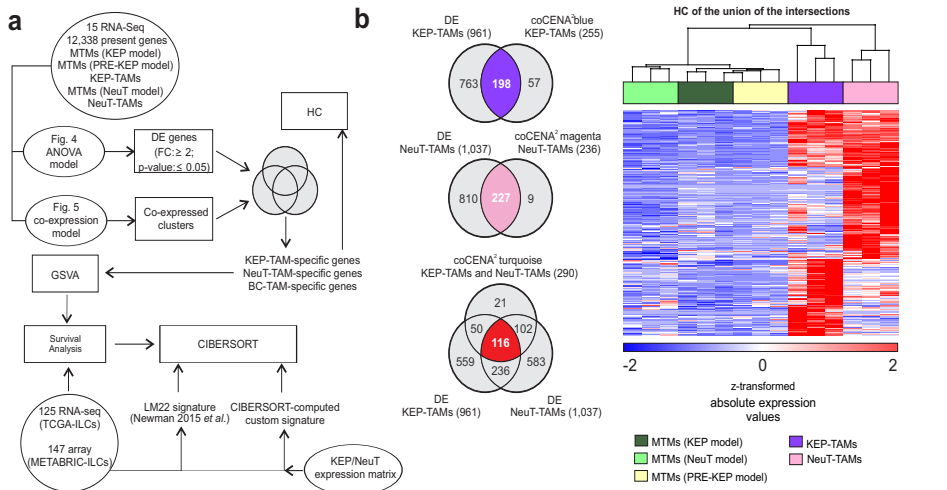 a
15 RNA-Seq
12,338 present genes
MTMs (KEP model)
MTMs (PRE-KEP model)
KEP-TAMs
MTMs (NeuT model)
NeuT-TAMs
HC
Fig. 4
ANOVA
model
DE genes
(FC:≥ 2;
p-value:≤ 0.05)
Fig. 5
co-expression
model
Co-expressed
clusters
GSVA
KEP-TAM-specific genes
NeuT-TAM-specific genes
BC-TAM-specific genes
Survival
Analysis
CIBERSORT
125 RNA-seq
(TCGA-ILCs)
147 array
(METABRIC-ILCs)
LM22 signature
(Newman 2015 et al.)
CIBERSORT-computed
custom signature
KEP/NeuT
expression matrix
b
DE
KEP-TAMs (961)
coCENA²blue
KEP-TAMs (255)
763
198
57
DE
NeuT-TAMs (1,037)
coCENA² magenta
NeuT-TAMs (236)
810
227
9
coCENA² turquoise
KEP-TAMs and NeuT-TAMs (290)
21
50
102
116
559
236
583
DE
KEP-TAMs (961)
DE
NeuT-TAMs (1,037)
HC of the union of the intersections
-2
0
2
z-transformed
absolute expression
values
MTMs (KEP model)
MTMs (NeuT model)
MTMs (PRE-KEP model)
KEP-TAMs
NeuT-TAMs